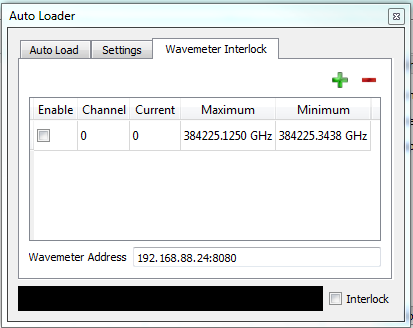 Auto Loader
Auto Load Settings Wavemeter Interlock
Enable Channel Current Maximum Minimum
0 0 384225.1250 GHz 384225.3438 GHz
Wavemeter Address 192.168.88.24:8080
Interlock